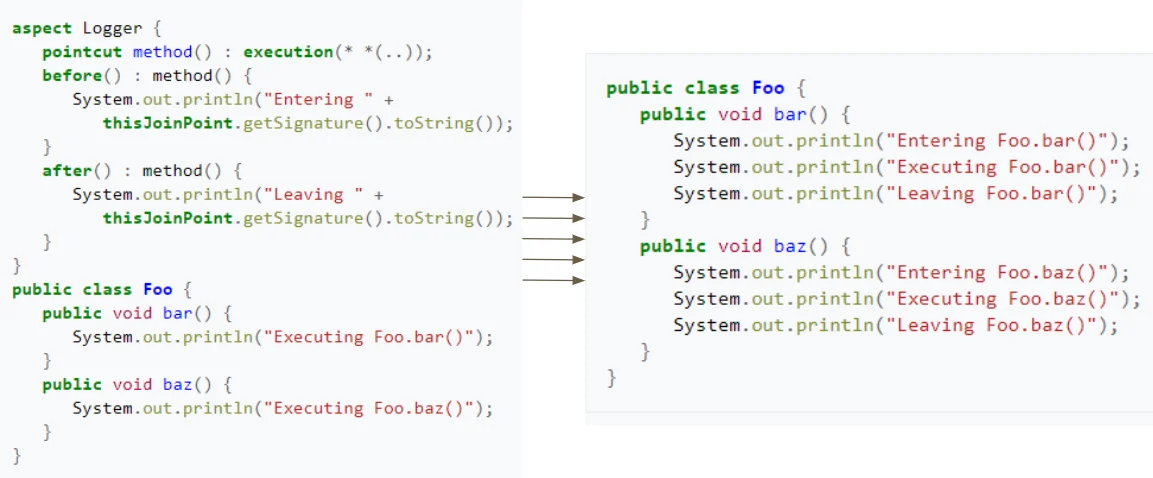 aspect Logger {
   pointcut method() : execution(* *(..));
   before() : method() {
      System.out.println("Entering " +
         thisJoinPoint.getSignature().toString());
   }
   after() : method() {
      System.out.println("Leaving " +
         thisJoinPoint.getSignature().toString());
   }
}
public class Foo {
   public void bar() {
      System.out.println("Executing Foo.bar()");
   }
   public void baz() {
      System.out.println("Executing Foo.baz()");
   }
}
public class Foo {
   public void bar() {
      System.out.println("Entering Foo.bar()");
      System.out.println("Executing Foo.bar()");
      System.out.println("Leaving Foo.bar()");
   }
   public void baz() {
      System.out.println("Entering Foo.baz()");
      System.out.println("Executing Foo.baz()");
      System.out.println("Leaving Foo.baz()");
   }
}